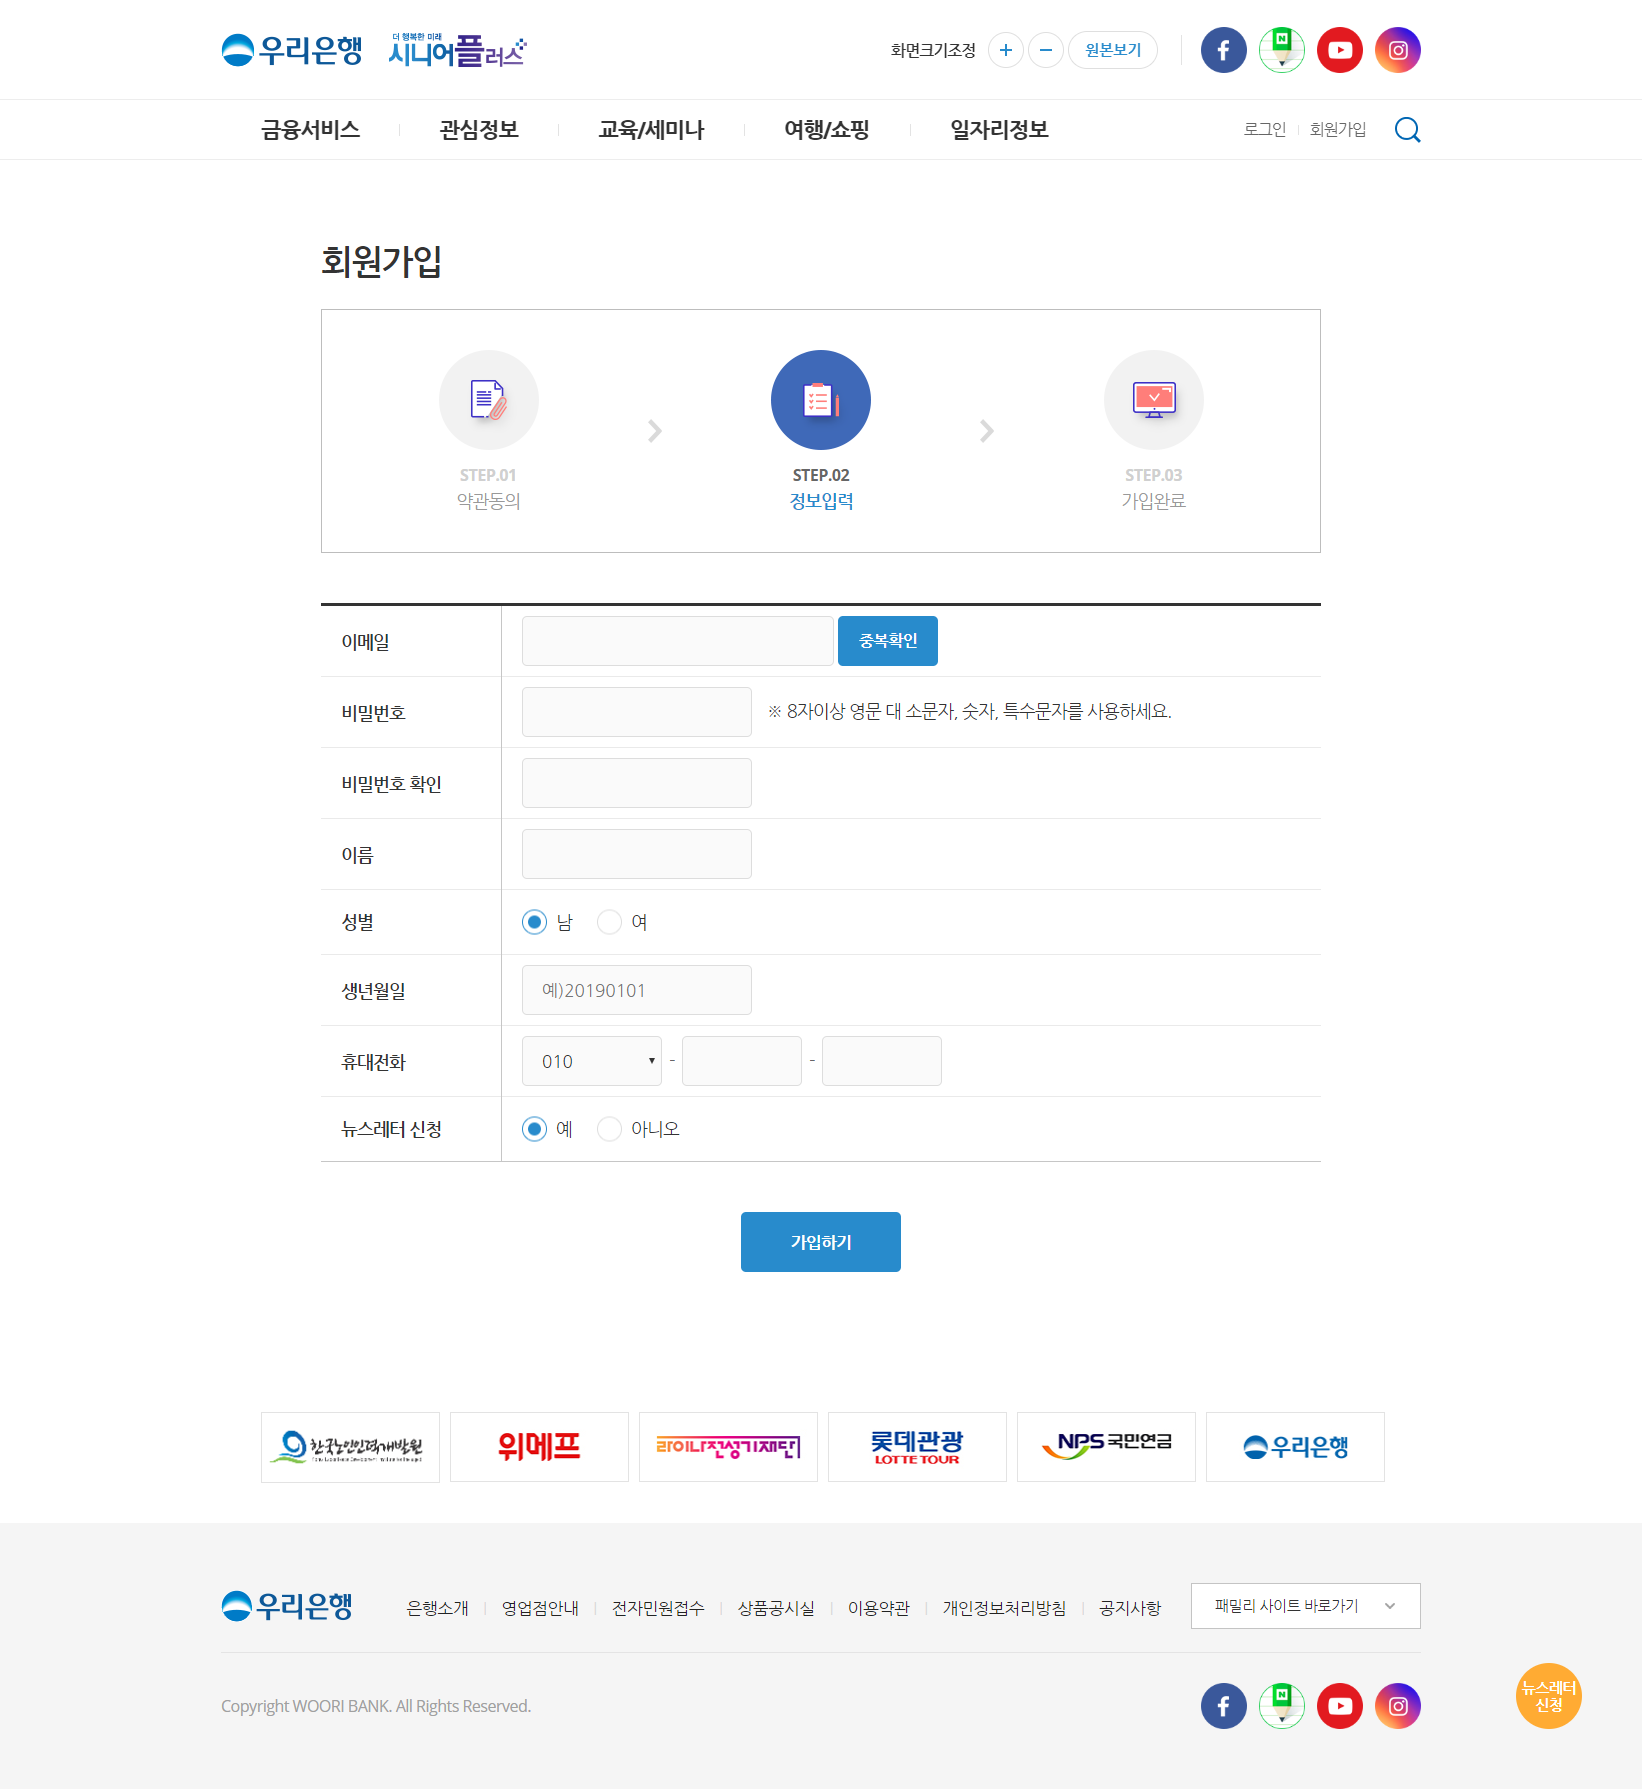 우리은행 더 행복한 미래 시니어플러스
화면크기조정 + − 원본보기
금융서비스 관심정보 교육/세미나 여행/쇼핑 일자리정보 로그인 회원가입
회원가입
STEP.01 STEP.02 STEP.03
약관동의 정보입력 가입완료
이메일 중복확인
비밀번호 ※ 8자이상 영문 대 소문자, 숫자, 특수문자를 사용하세요.
비밀번호 확인
이름
성별 남 여
생년월일 예)20190101
휴대전화 010 - -
뉴스레터 신청 예 아니오
가입하기
한국노인인력개발원 위메프 라이나전성기재단 롯데관광 NPS 국민연금 우리은행
LOTTE TOUR
우리은행 은행소개 영업점안내 전자민원접수 상품공시실 이용약관 개인정보처리방침 공지사항 패밀리 사이트 바로가기
Copyright WOORI BANK. All Rights Reserved.
뉴스레터
신청